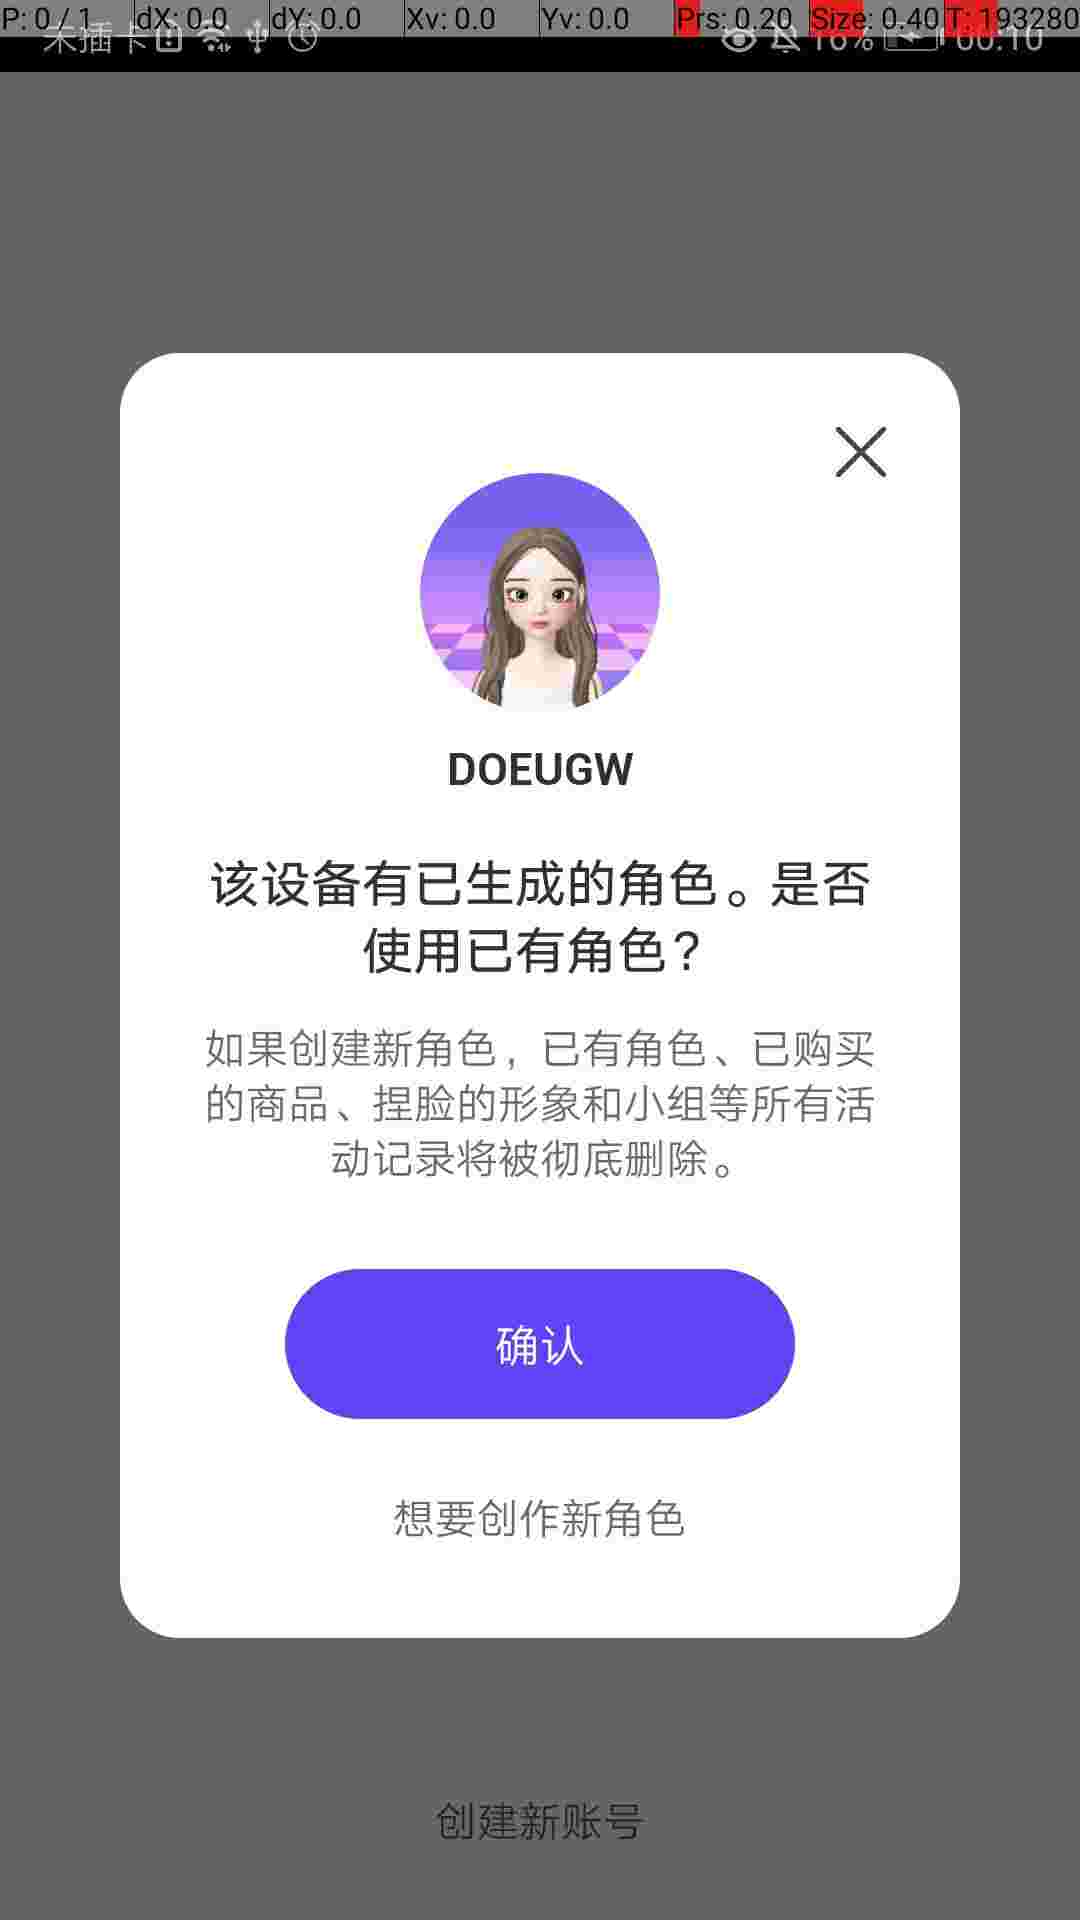 P: 0 / 1 dX: 0.0 dY: 0.0 Xv: 0.0 Yv: 0.0 Prs: 0.20 Size: 0.40 T: 193280
未插卡 16% 00:10
DOEUGW
该设备有已生成的角色。是否
使用已有角色？
如果创建新角色，已有角色、已购买
的商品、捏脸的形象和小组等所有活
动记录将被彻底删除。
确认
想要创作新角色
创建新账号